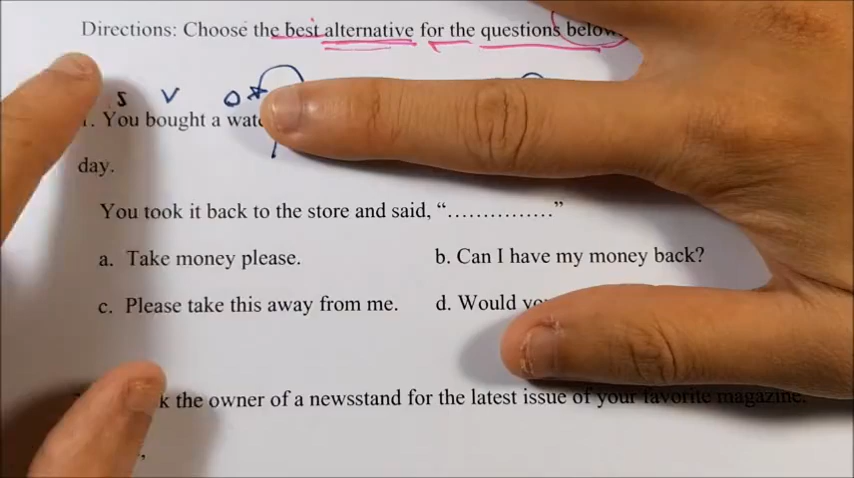 Directions: Choose the best alternative for the questions below
S V O
1. You bought a
day.
You took it back to the store and said, “……………”
a. Take money please.
b. Can I have my money back?
c. Please take this away from me.
d. Would
the owner of a newsstand for the latest issue of your favorite magazine.